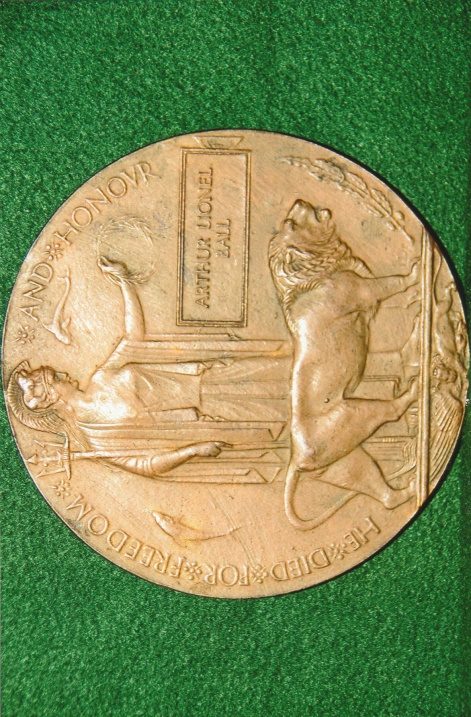 HE DIED FOR FREEDOM AND HONOVR
ARTHUR LIONEL
BALL